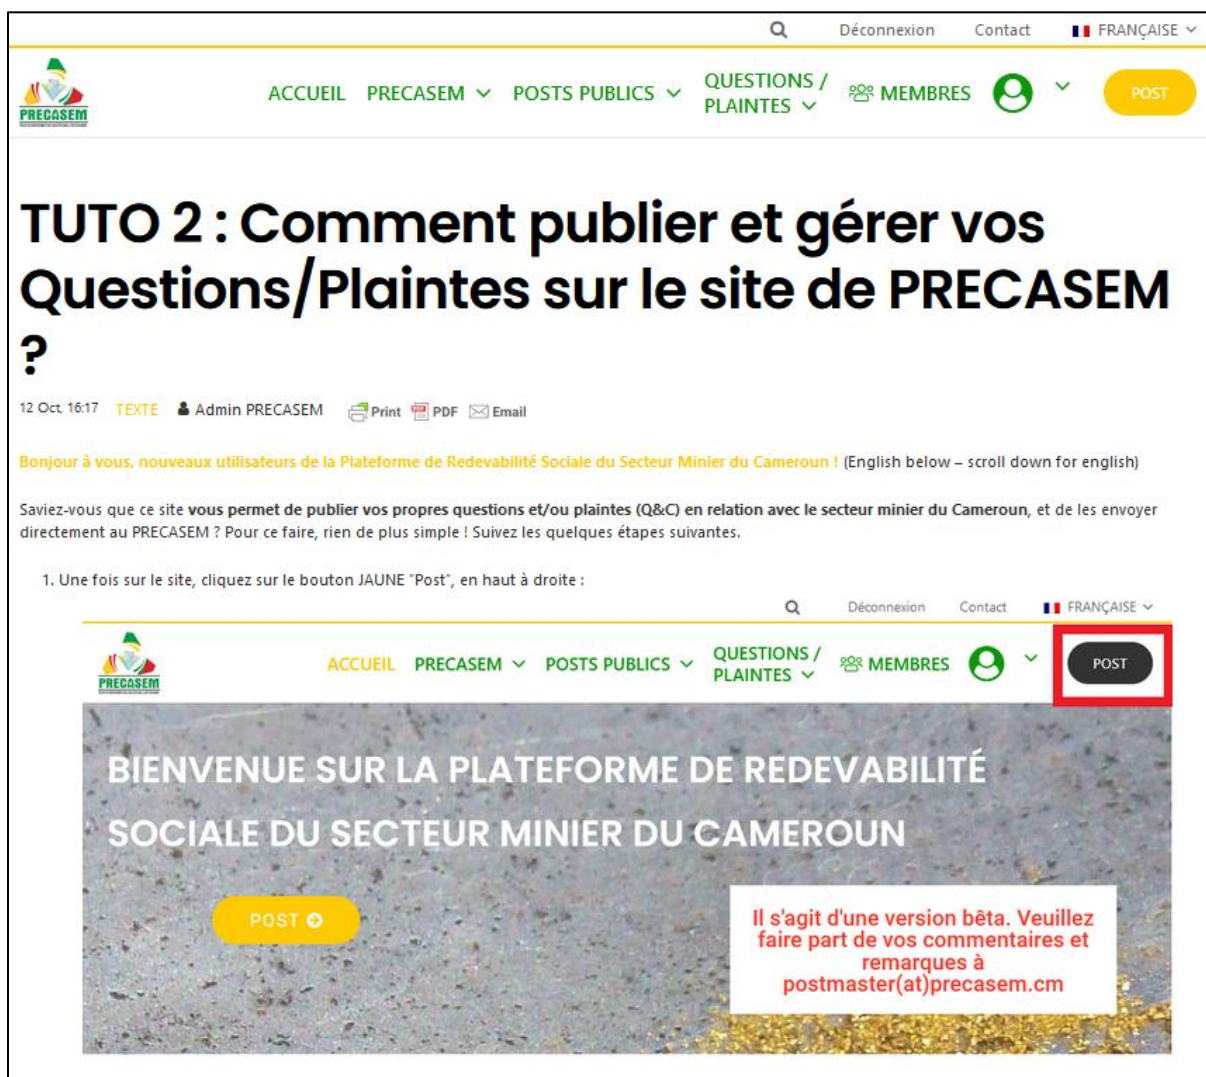 Déconnexion Contact FRANÇAISE
PRECASEM
ACCUEIL PRECASEM POSTS PUBLICS QUESTIONS / PLAINTES MEMBRES POST
TUTO 2 : Comment publier et gérer vos
Questions/Plaintes sur le site de PRECASEM
?
12 Oct, 16:17 TEXTE Admin PRECASEM Print PDF Email
Bonjour à vous, nouveaux utilisateurs de la Plateforme de Redevabilité Sociale du Secteur Minier du Cameroun ! (English below – scroll down for english)
Saviez-vous que ce site vous permet de publier vos propres questions et/ou plaintes (Q&C) en relation avec le secteur minier du Cameroun, et de les envoyer
directement au PRECASEM ? Pour ce faire, rien de plus simple ! Suivez les quelques étapes suivantes.
1. Une fois sur le site, cliquez sur le bouton JAUNE "Post", en haut à droite :
Déconnexion Contact FRANÇAISE
PRECASEM
ACCUEIL PRECASEM POSTS PUBLICS QUESTIONS / PLAINTES MEMBRES POST
BIENVENUE SUR LA PLATEFORME DE REDEVABILITÉ
SOCIALE DU SECTEUR MINIER DU CAMEROUN
POST
Il s'agit d'une version bêta. Veuillez
faire part de vos commentaires et
remarques à
postmaster(at)precasem.cm